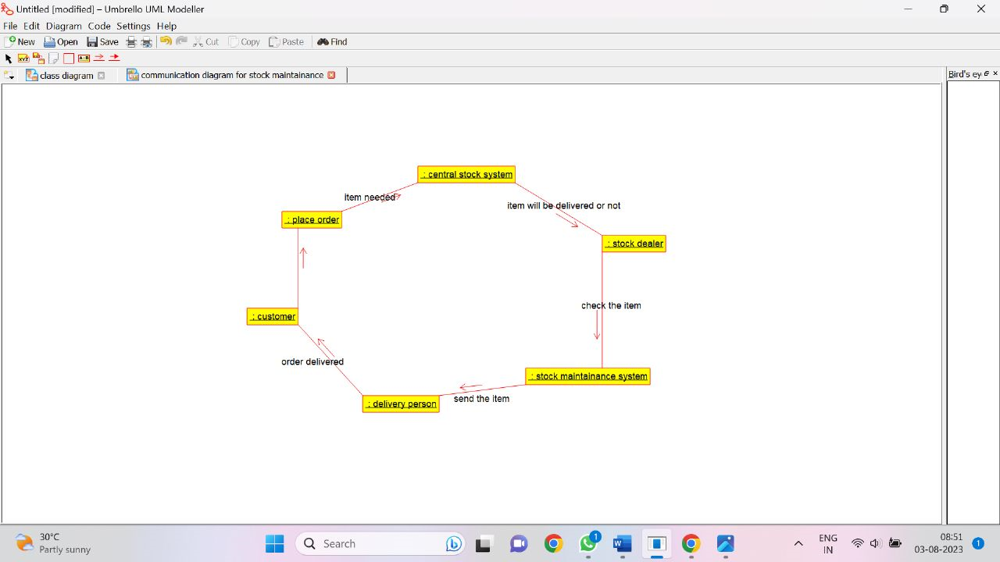 Untitled [modified] – Umbrello UML Modeller
File Edit Diagram Code Settings Help
New Open Save Cut Copy Paste Find
XYZ A:B
class diagram communication diagram for stock maintainance Bird's ey
: central stock system
item needed
item will be delivered or not
: place order
: stock dealer
check the item
: customer
order delivered
: stock maintainance system
send the item
: delivery person
30°C
Partly sunny
Search
1
ENG
IN
08:51
03-08-2023
1